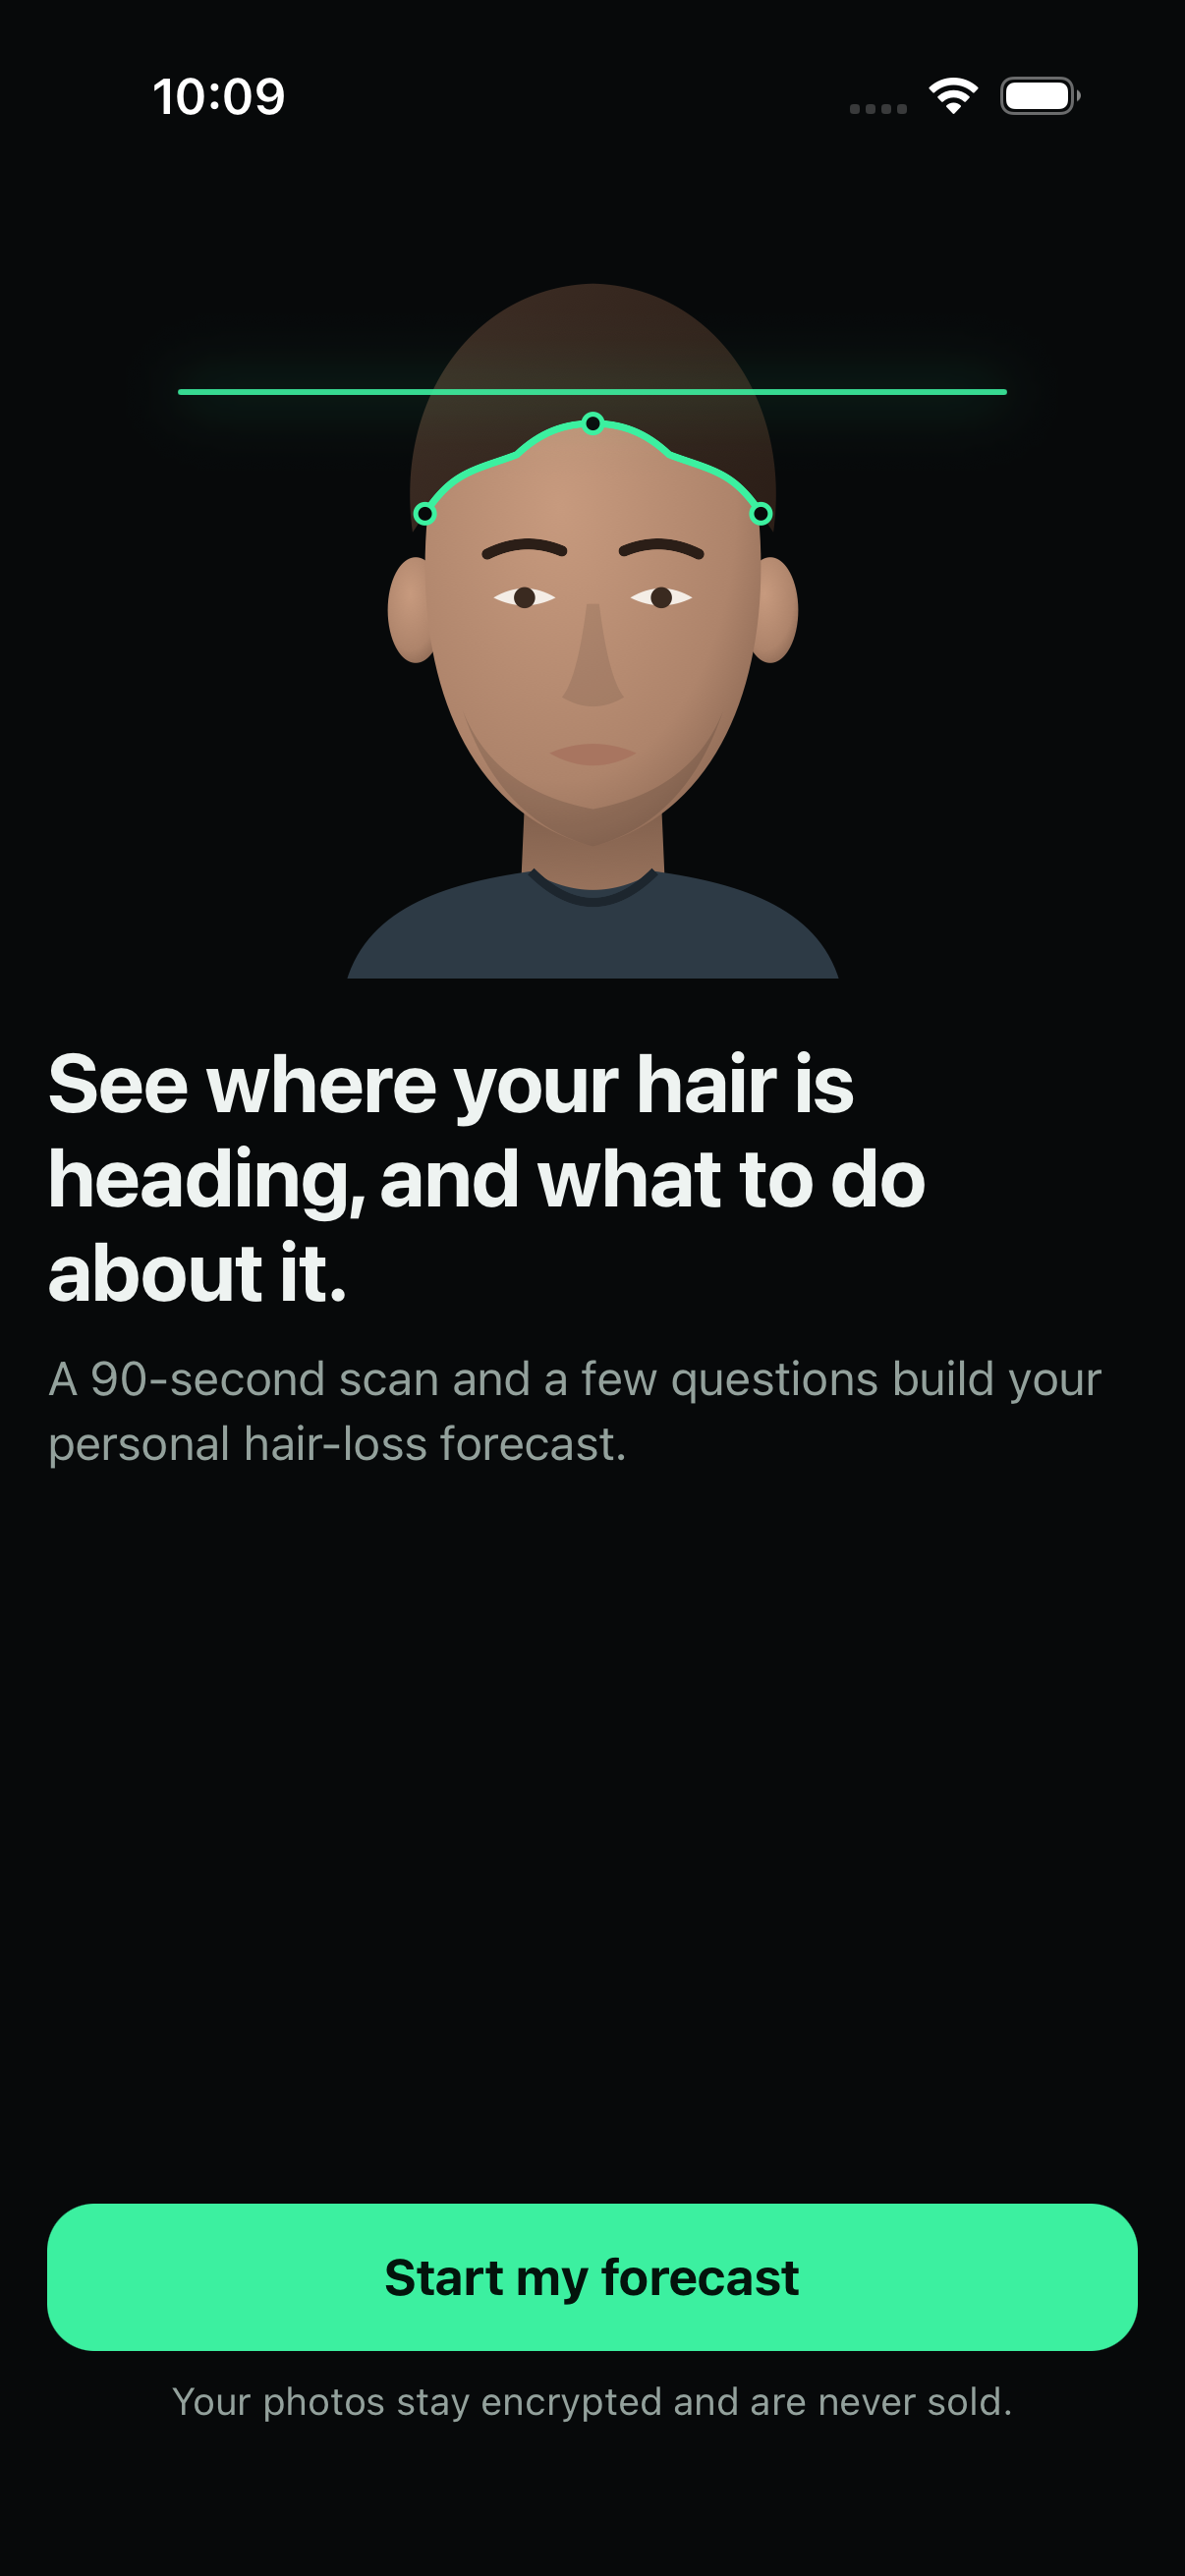 10:09
See where your hair is
heading, and what to do
about it.
A 90-second scan and a few questions build your
personal hair-loss forecast.
Start my forecast
Your photos stay encrypted and are never sold.